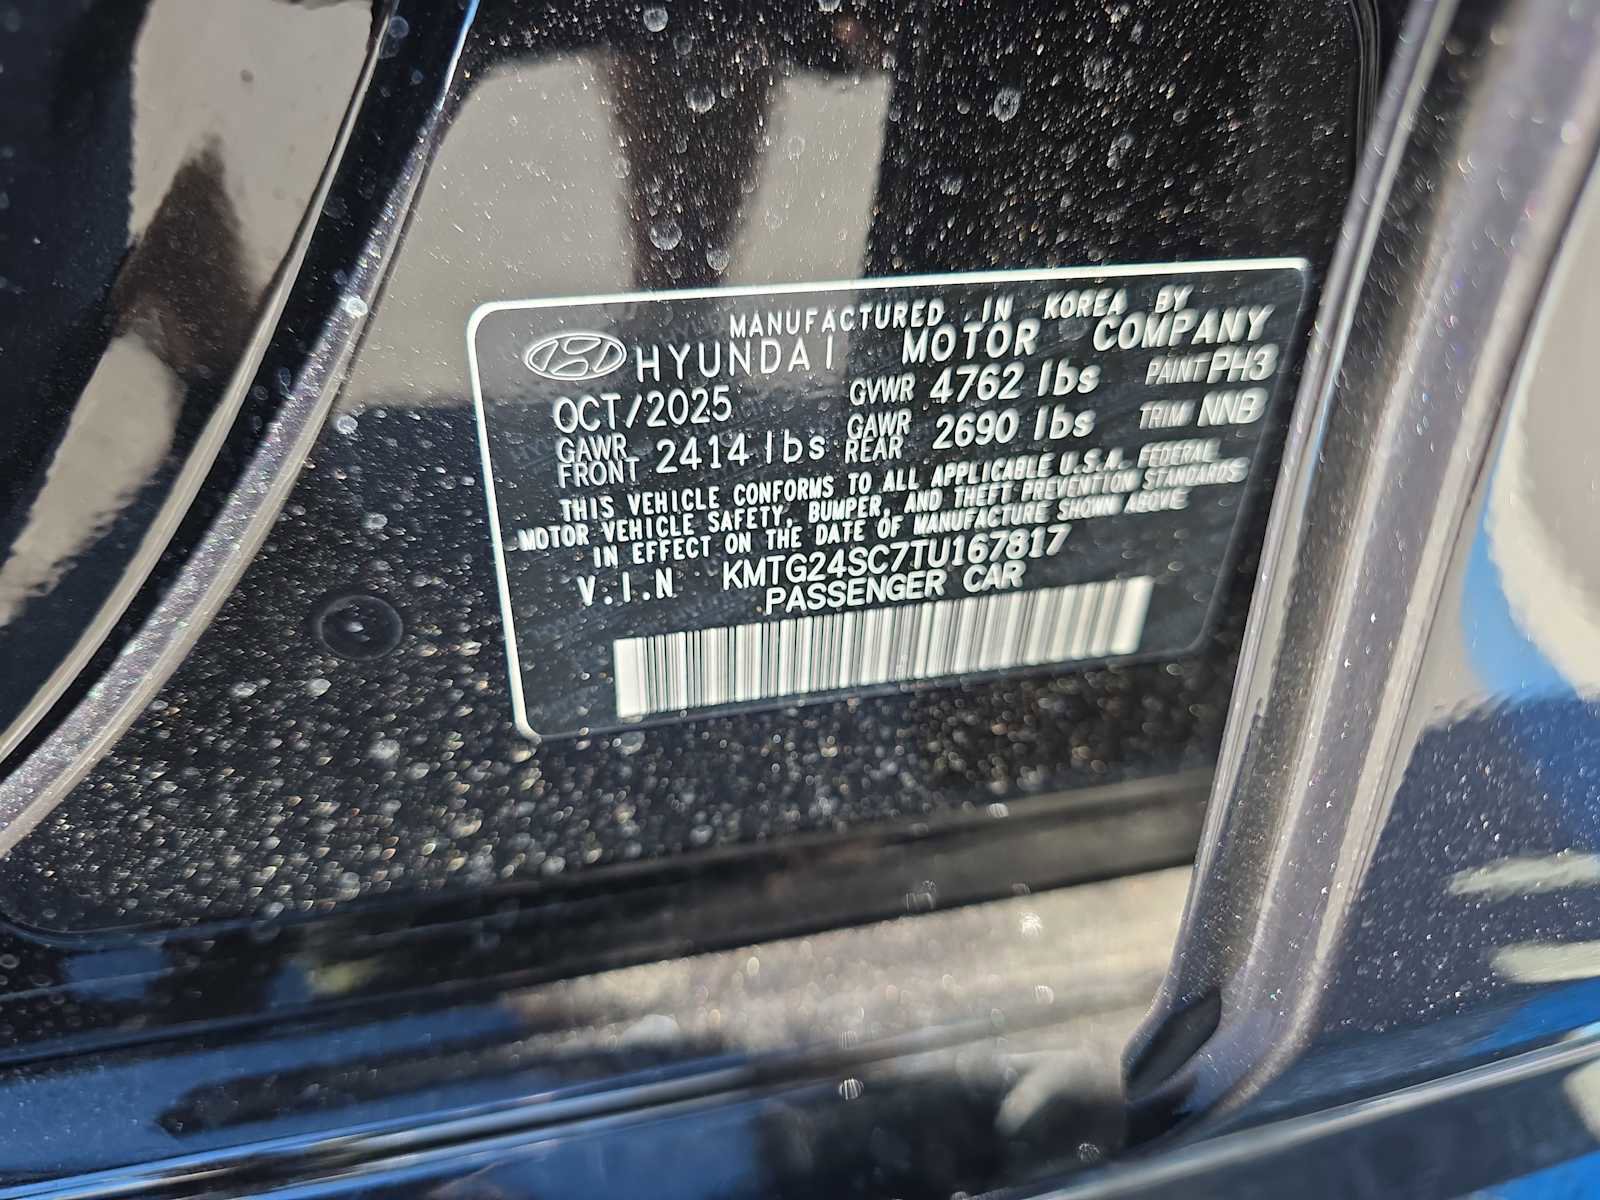 MANUFACTURED IN KOREA BY
HYUNDAI MOTOR COMPANY
OCT/2025 GVWR 4762 lbs PAINT PH3
GAWR FRONT 2414 lbs GAWR REAR 2690 lbs TRIM NNB
THIS VEHICLE CONFORMS TO ALL APPLICABLE U.S.A. FEDERAL
MOTOR VEHICLE SAFETY, BUMPER, AND THEFT PREVENTION STANDARDS
IN EFFECT ON THE DATE OF MANUFACTURE SHOWN ABOVE
V.I.N KMTG24SC7TU167817
PASSENGER CAR